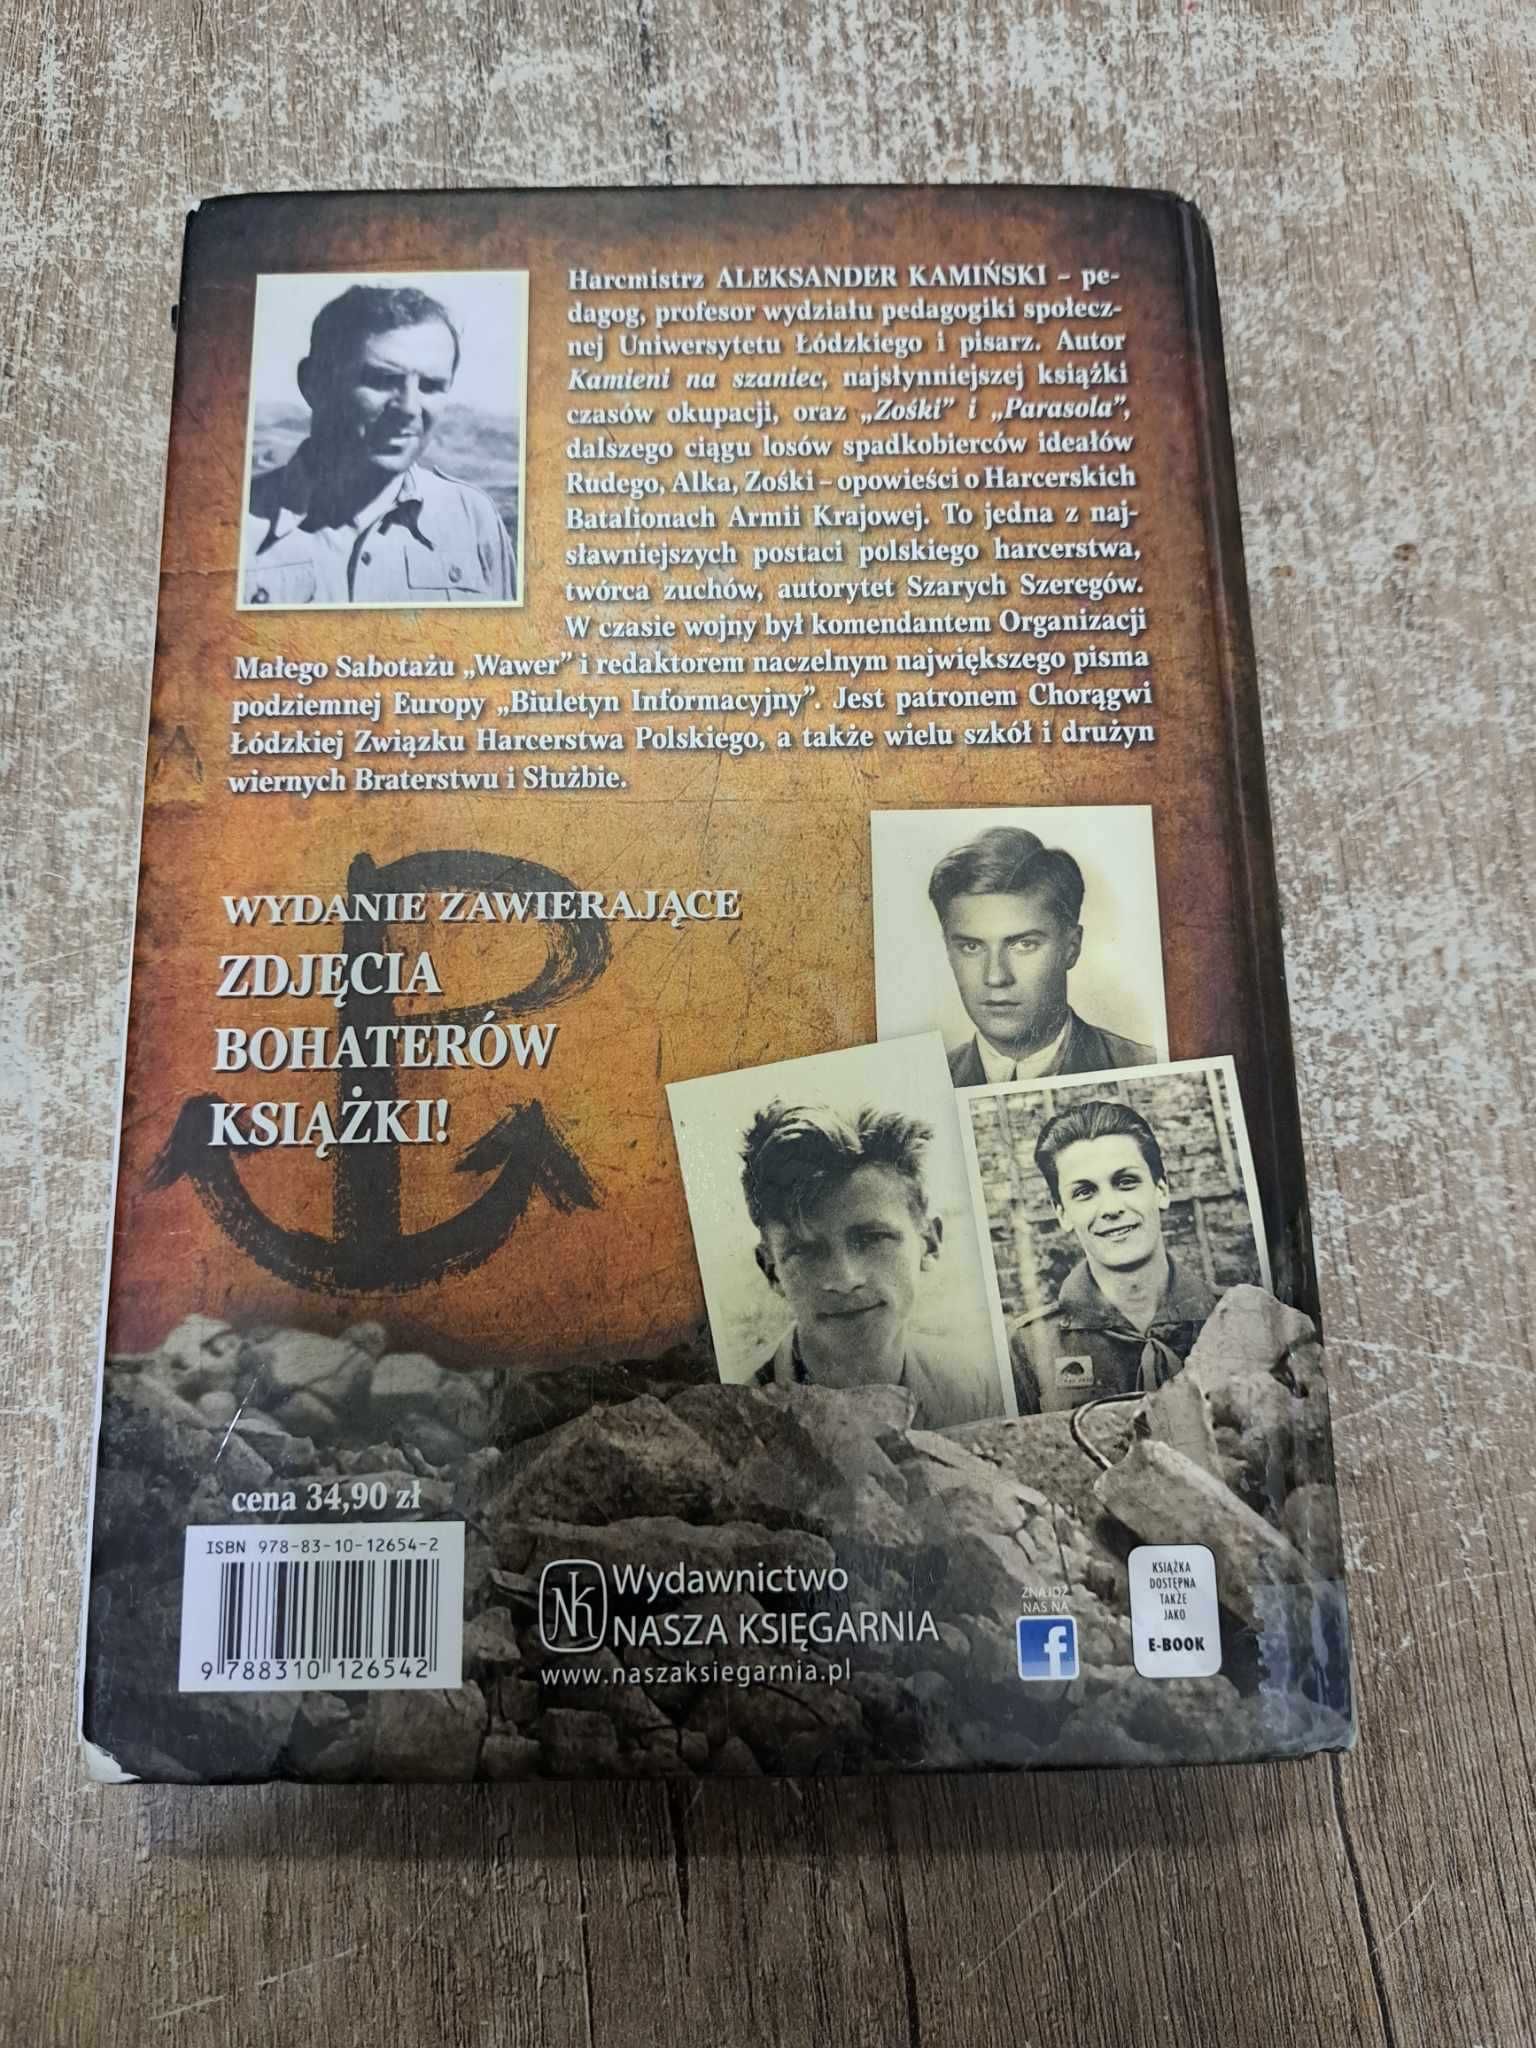 Harcmistrz ALEKSANDER KAMIŃSKI – pe-
dagog, profesor wydziału pedagogiki społecz-
nej Uniwersytetu Łódzkiego i pisarz. Autor
Kamieni na szaniec, najsłynniejszej książki
czasów okupacji, oraz „Zośki” i „Parasola”,
dalszego ciągu losów spadkobierców ideałów
Rudego, Alka, Zośki – opowieści o Harcerskich
Batalionach Armii Krajowej. To jedna z naj-
sławniejszych postaci polskiego harcerstwa,
twórca zuchów, autorytet Szarych Szeregów.
W czasie wojny był komendantem Organizacji
Małego Sabotażu „Wawer” i redaktorem naczelnym największego pisma
podziemnej Europy „Biuletyn Informacyjny”. Jest patronem Chorągwi
Łódzkiej Związku Harcerstwa Polskiego, a także wielu szkół i drużyn
wiernych Braterstwu i Służbie.
WYDANIE ZAWIERAJĄCE
ZDJĘCIA
BOHATERÓW
KSIĄŻKI!
cena 34,90 zł
ISBN 978-83-10-12654-2
9 788310 126542
NK
Wydawnictwo
NASZA KSIĘGARNIA
www.naszaksiegarnia.pl
ZNAJDŹ
NAS NA
f
KSIĄŻKA
DOSTĘPNA
TAKŻE
JAKO
E-BOOK